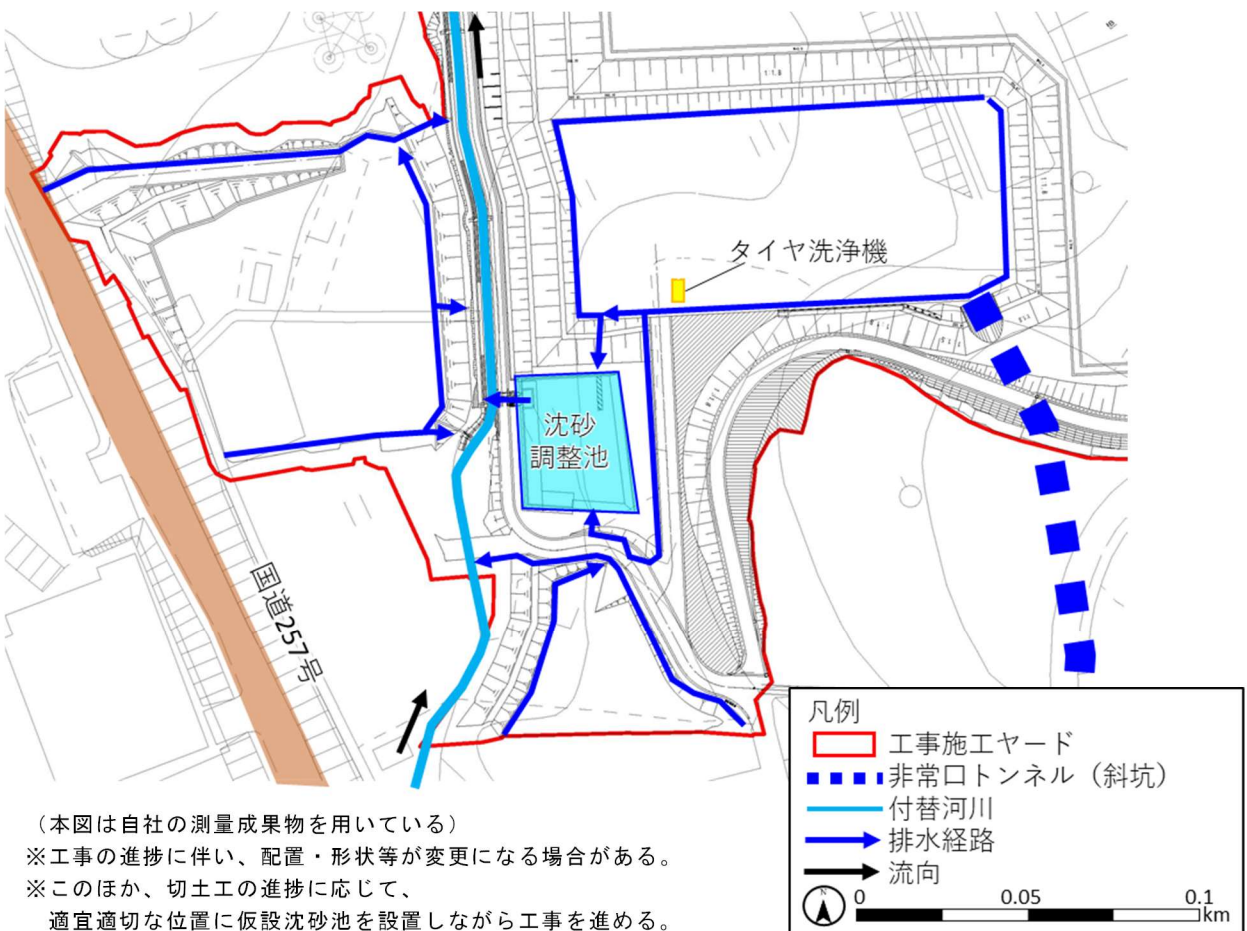 タイヤ洗浄機
沈砂
調整池
国道257号
凡例
工事施工ヤード
非常口トンネル（斜坑）
付替河川
排水経路
流向
N
0 0.05 0.1
km
（本図は自社の測量成果物を用いている）
※工事の進捗に伴い、配置・形状等が変更になる場合がある。
※このほか、切土工の進捗に応じて、
適宜適切な位置に仮設沈砂池を設置しながら工事を進める。
1:1.8